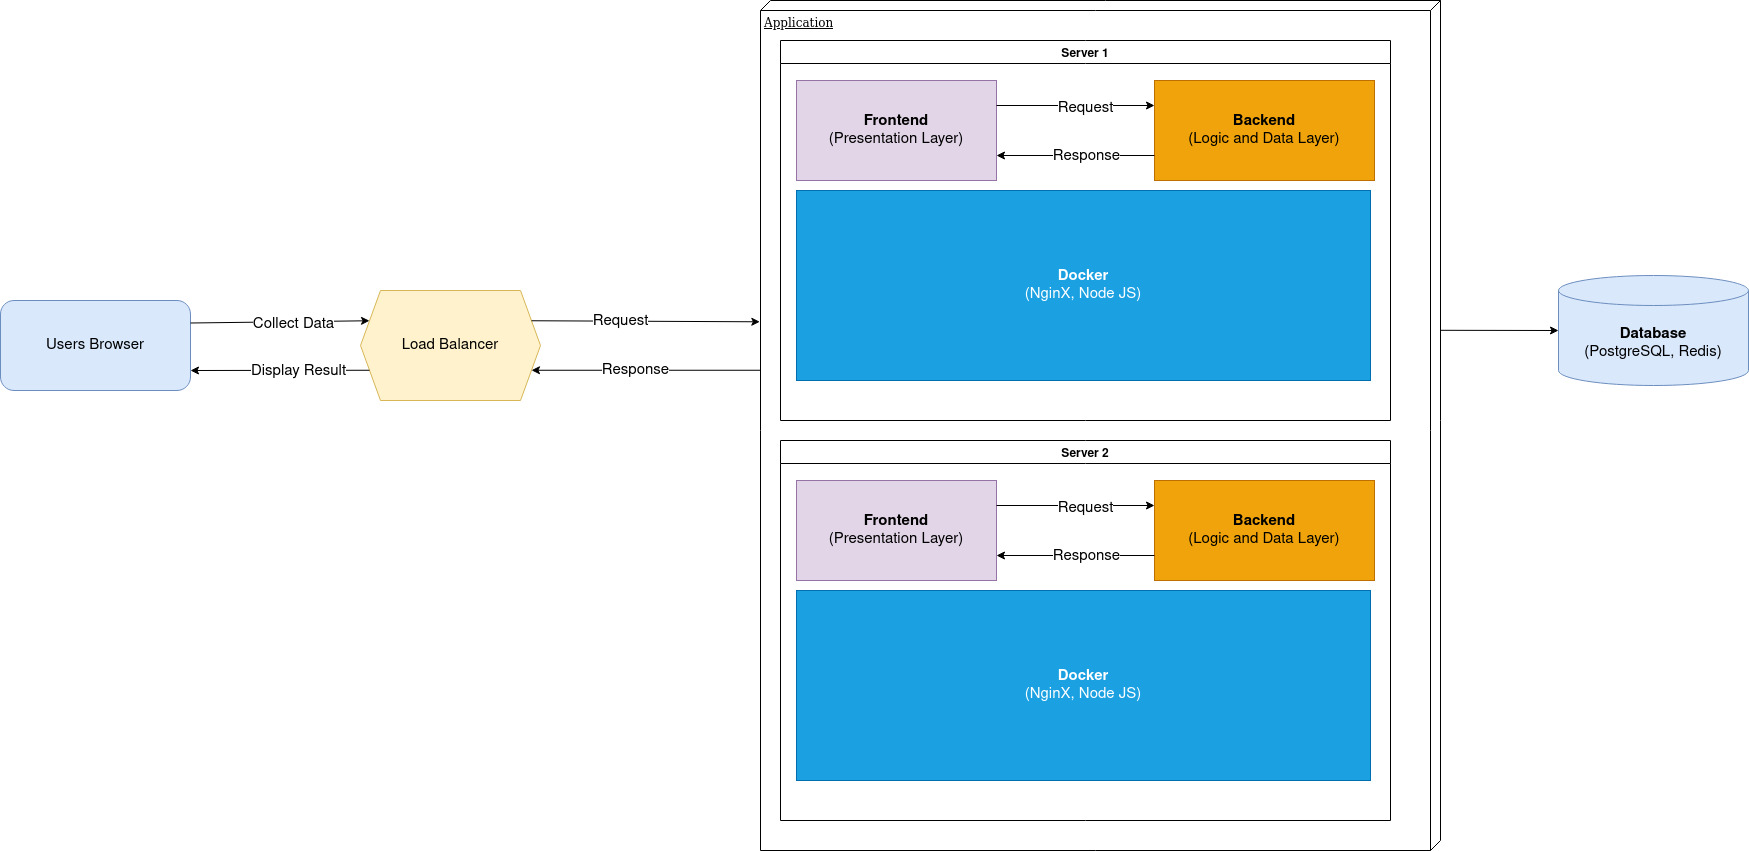 Application
Server 1
Frontend
(Presentation Layer)
Request
Response
Backend
(Logic and Data Layer)
Docker
(NginX, Node JS)
Users Browser
Collect Data
Display Result
Load Balancer
Request
Response
Database
(PostgreSQL, Redis)
Server 2
Frontend
(Presentation Layer)
Request
Response
Backend
(Logic and Data Layer)
Docker
(NginX, Node JS)